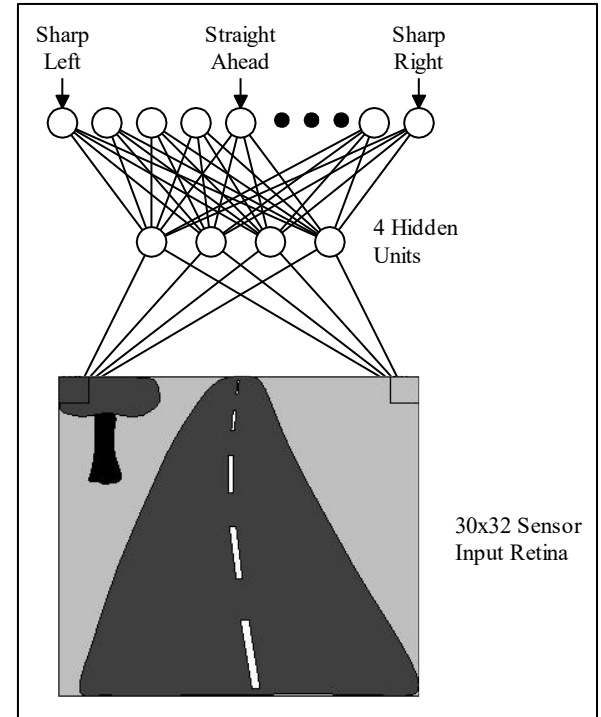 Sharp Left
Straight Ahead
Sharp Right
4 Hidden
Units
30x32 Sensor
Input Retina